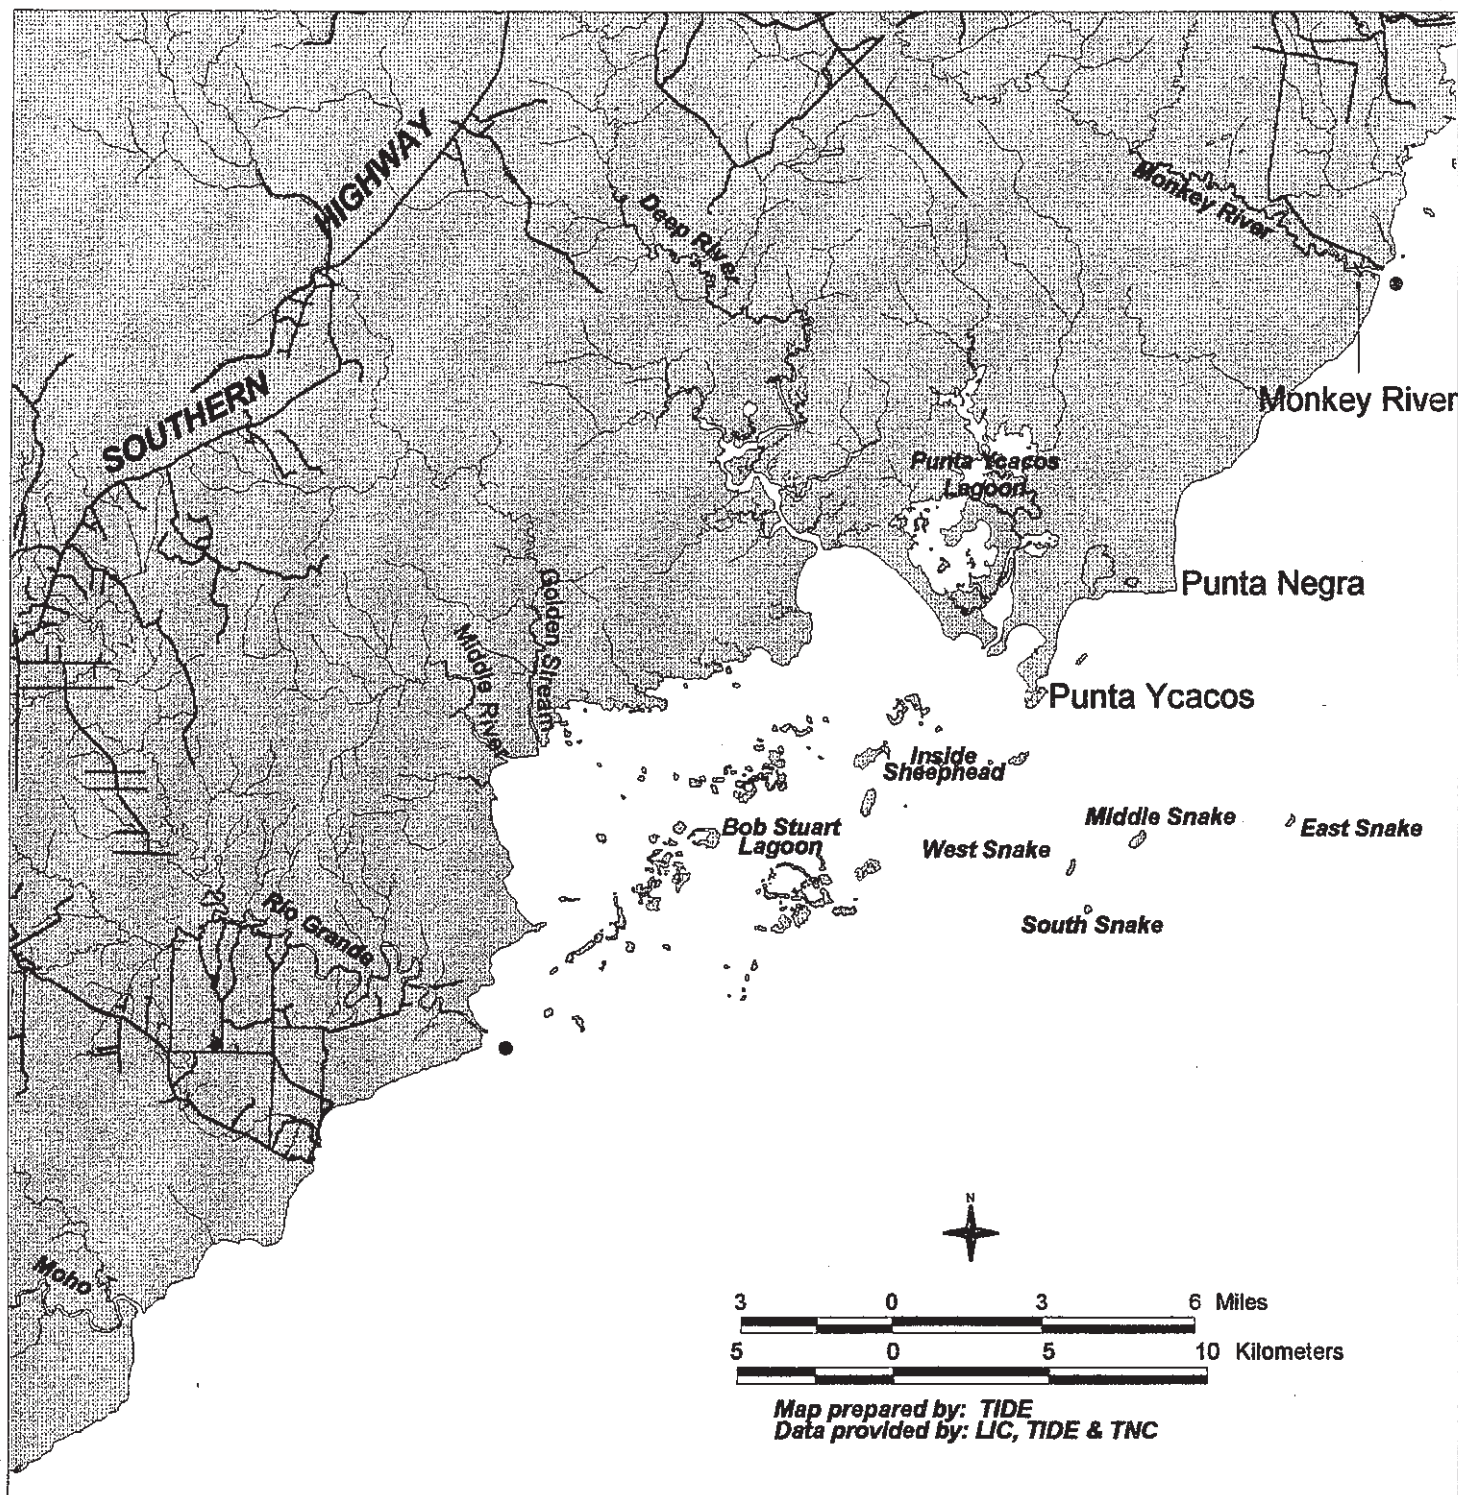 HIGHWAY
SOUTHERN
Deep River
Monkey River
Monkey River
Punta Ycacos
Lagoon
Golden Stream
Middle River
Punta Negra
Punta Ycacos
Inside
Sheephead
Bob Stuart
Lagoon
West Snake
Middle Snake
East Snake
South Snake
Rio Grande
Moho
N
3 0 3 6 Miles
5 0 5 10 Kilometers
Map prepared by: TIDE
Data provided by: LIC, TIDE & TNC